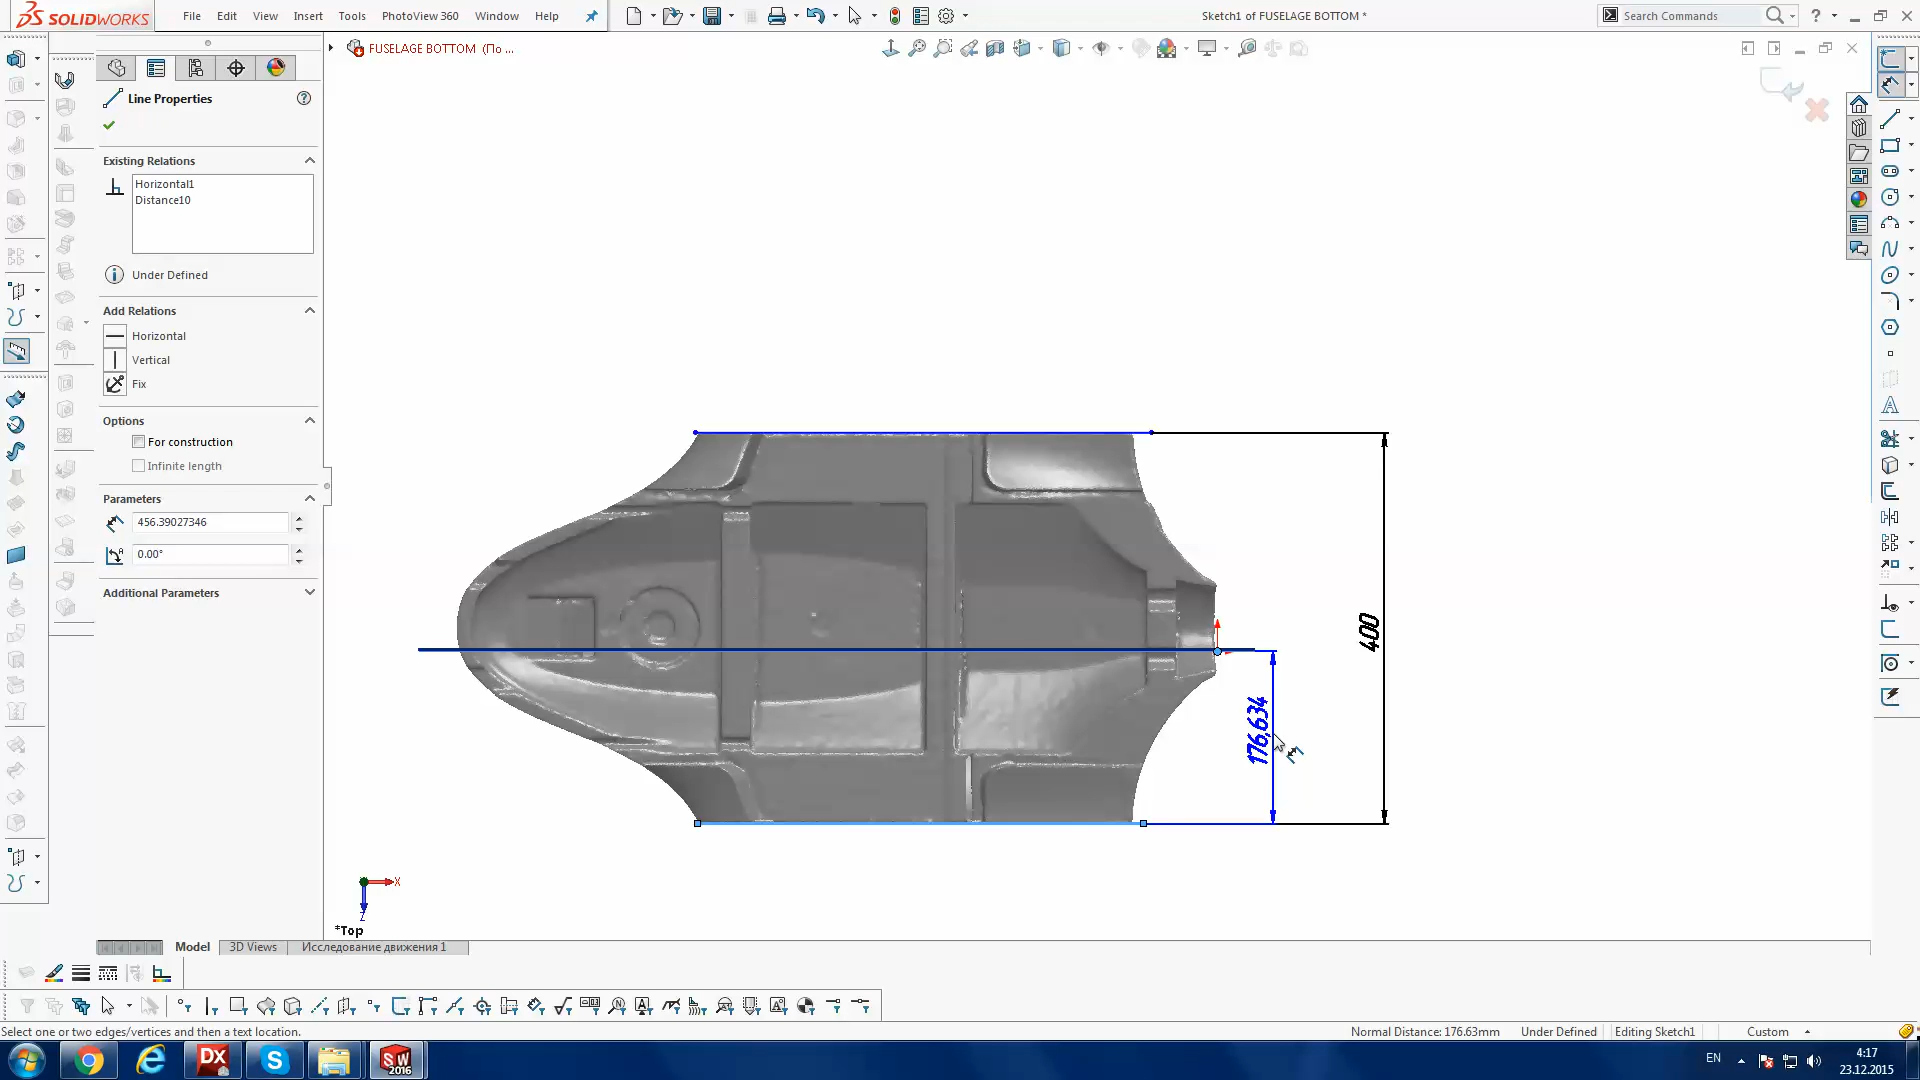 SOLIDWORKS
File
Edit
View
Insert
Tools
PhotoView 360
Window
Help
Sketch1 of FUSELAGE BOTTOM *
Search Commands
FUSELAGE BOTTOM (По ...
Line Properties
Existing Relations
Horizontal1
Distance10
Under Defined
Add Relations
Horizontal
Vertical
Fix
Options
For construction
Infinite length
Parameters
456.39027346
0.00°
Additional Parameters
400
176,634
X
Z
*Top
Model
3D Views
Исследование движения 1
Select one or two edges/vertices and then a text location.
Normal Distance: 176.63mm
Under Defined
Editing Sketch1
Custom
DX
SW
2016
EN
4:17
23.12.2015